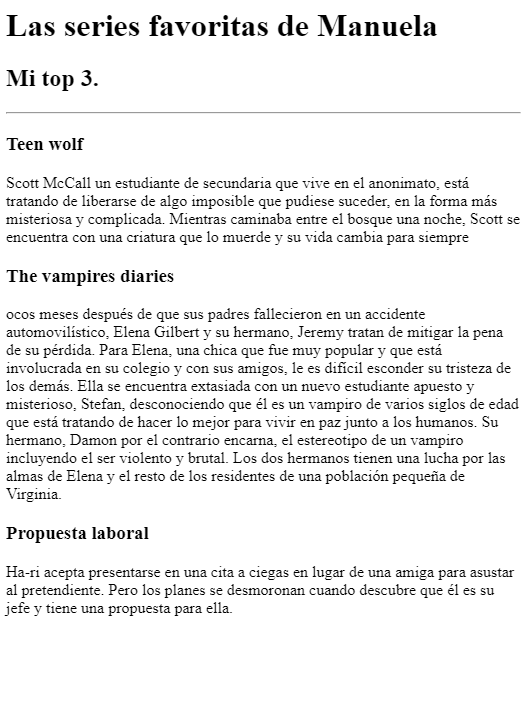 Las series favoritas de Manuela
Mi top 3.
Teen wolf
Scott McCall un estudiante de secundaria que vive en el anonimato, está
tratando de liberarse de algo imposible que pudiese suceder, en la forma más
misteriosa y complicada. Mientras caminaba entre el bosque una noche, Scott se
encuentra con una criatura que lo muerde y su vida cambia para siempre
The vampires diaries
ocos meses después de que sus padres fallecieron en un accidente
automovilístico, Elena Gilbert y su hermano, Jeremy tratan de mitigar la pena
de su pérdida. Para Elena, una chica que fue muy popular y que está
involucrada en su colegio y con sus amigos, le es difícil esconder su tristeza de
los demás. Ella se encuentra extasiada con un nuevo estudiante apuesto y
misterioso, Stefan, desconociendo que él es un vampiro de varios siglos de edad
que está tratando de hacer lo mejor para vivir en paz junto a los humanos. Su
hermano, Damon por el contrario encarna, el estereotipo de un vampiro
incluyendo el ser violento y brutal. Los dos hermanos tienen una lucha por las
almas de Elena y el resto de los residentes de una población pequeña de
Virginia.
Propuesta laboral
Ha-ri acepta presentarse en una cita a ciegas en lugar de una amiga para asustar
al pretendiente. Pero los planes se desmoronan cuando descubre que él es su
jefe y tiene una propuesta para ella.